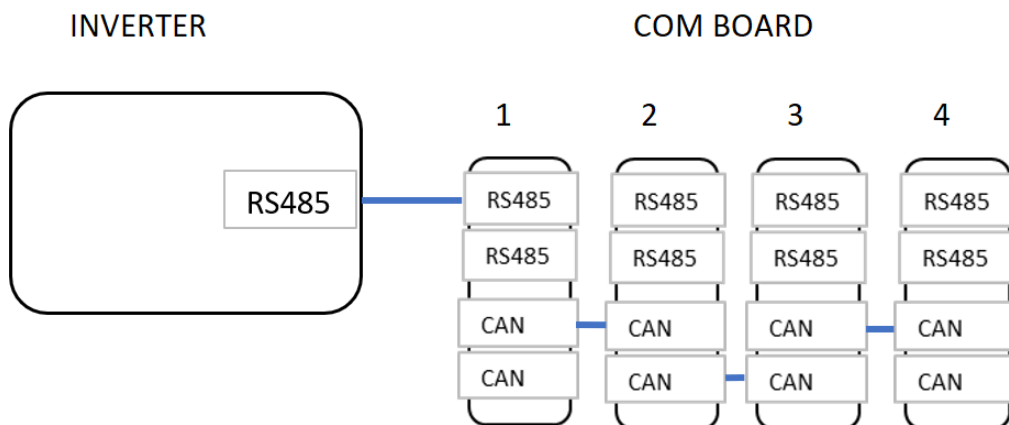 INVERTER COM BOARD
1 2 3 4
RS485 RS485 RS485 RS485 RS485
RS485 RS485 RS485 RS485
CAN CAN CAN CAN
CAN CAN CAN CAN